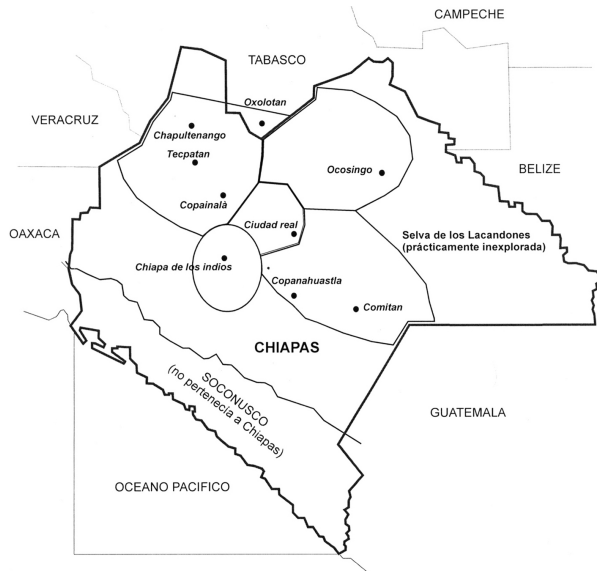 CAMPECHE
TABASCO
Oxolotan
VERACRUZ
Chapultenango
Tecpatan
Ocosingo
BELIZE
Copainalà
Ciudad real
OAXACA
Selva de los Lacandones
(prácticamente inexplorada)
Chiapa de los indios
Copanahuastla
Comitan
CHIAPAS
SOCONUSCO
(no pertenecia a Chiapas)
GUATEMALA
OCEANO PACIFICO